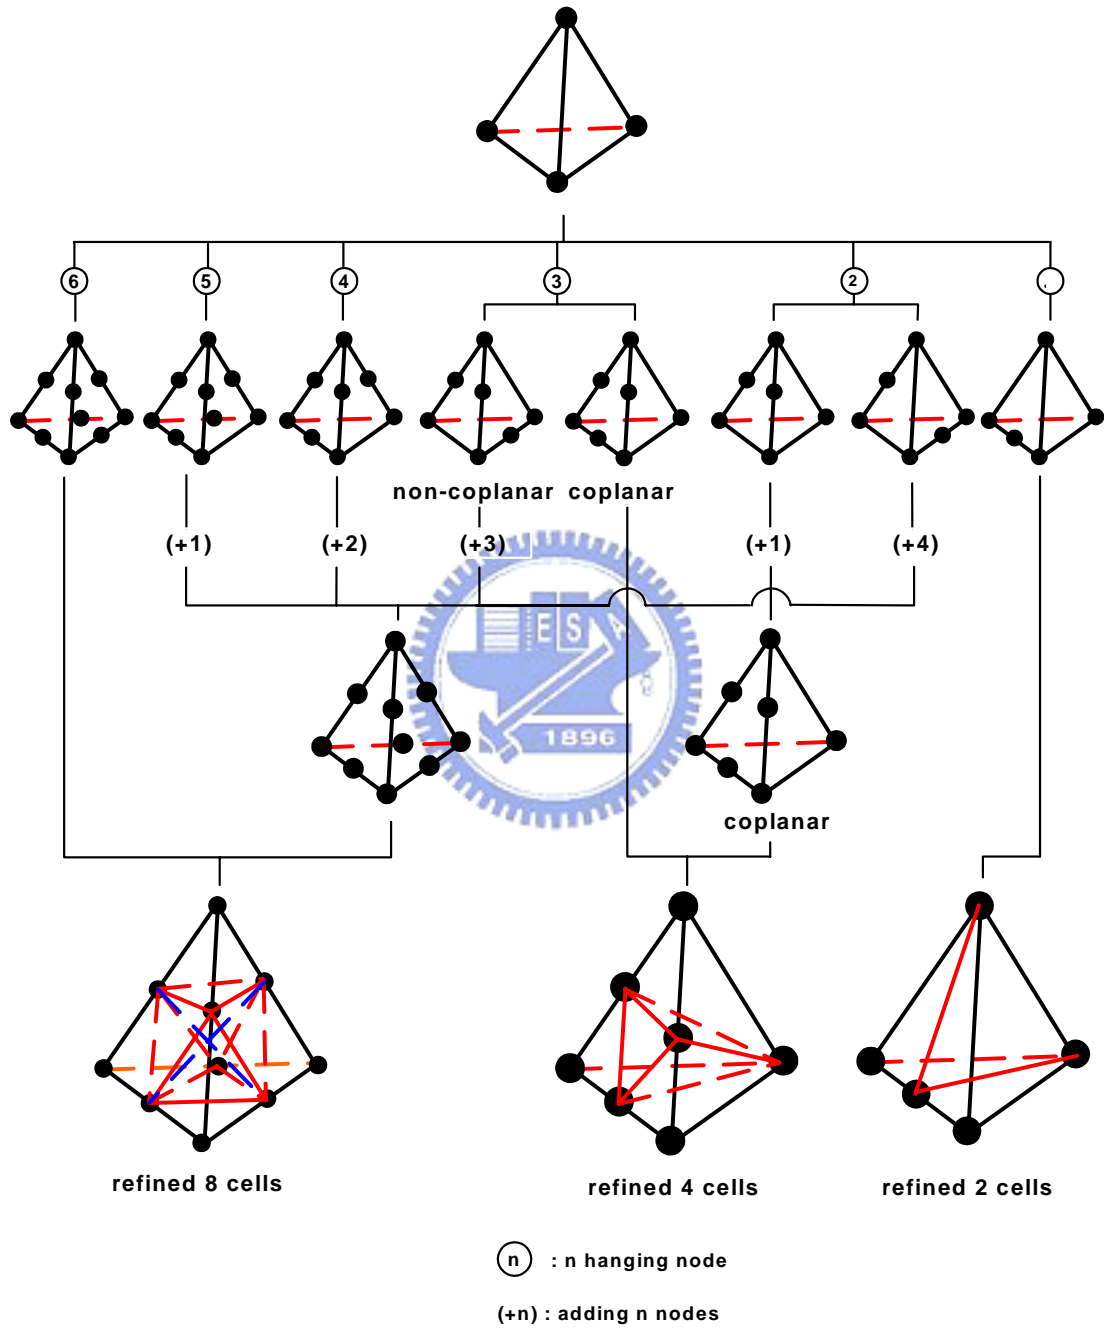 6 5 4 3 2
non-coplanar coplanar
(+1) (+2) (+3) (+1) (+4)
E S
1896
coplanar
refined 8 cells refined 4 cells refined 2 cells
n : n hanging node
(+n) : adding n nodes